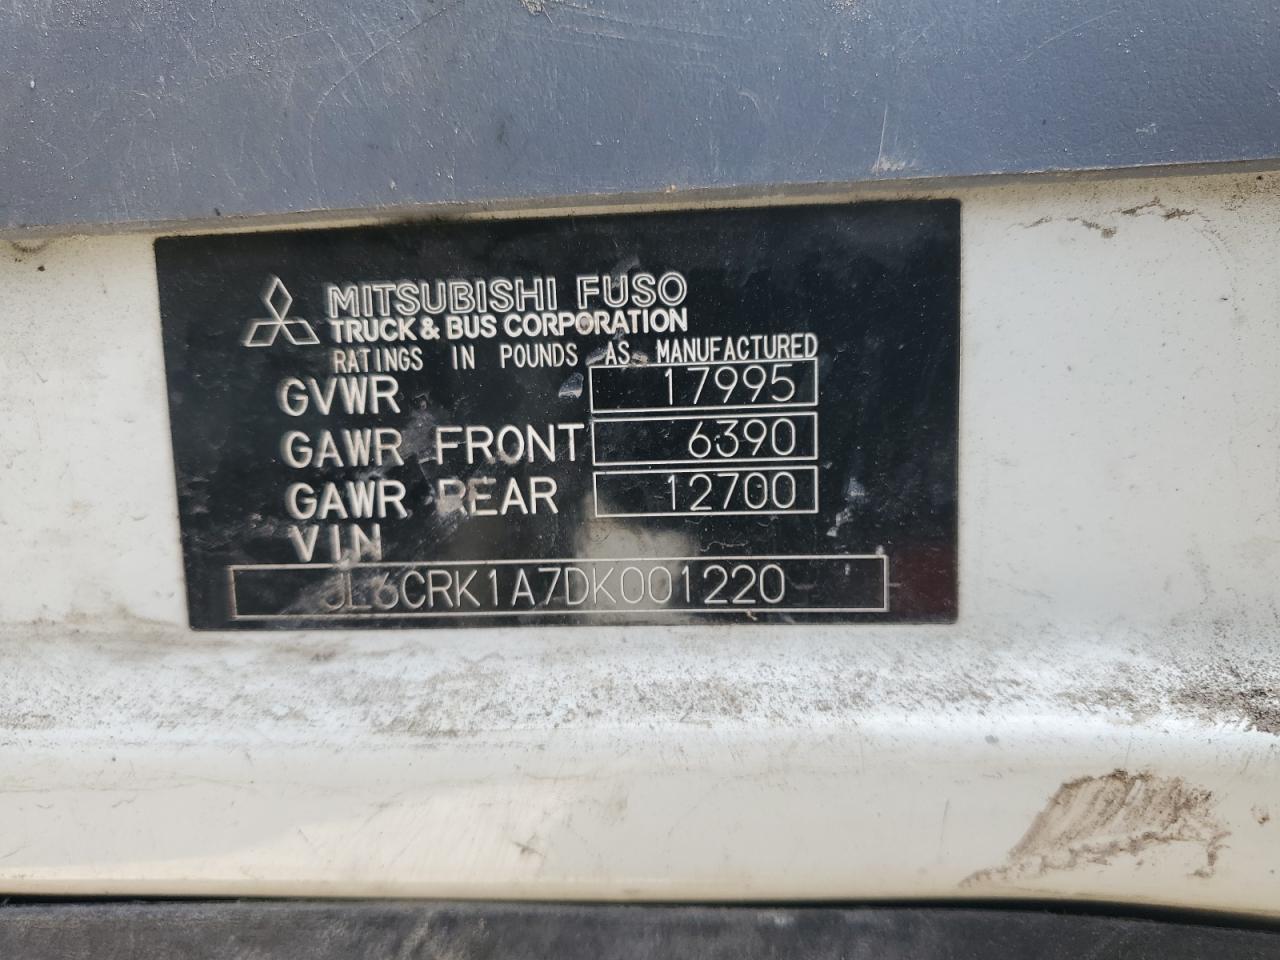 MITSUBISHI FUSO
TRUCK & BUS CORPORATION
RATINGS IN POUNDS AS MANUFACTURED
GVWR 17995
GAWR FRONT 6390
GAWR REAR 12700
VIN
JL6CRK1A7DK001220